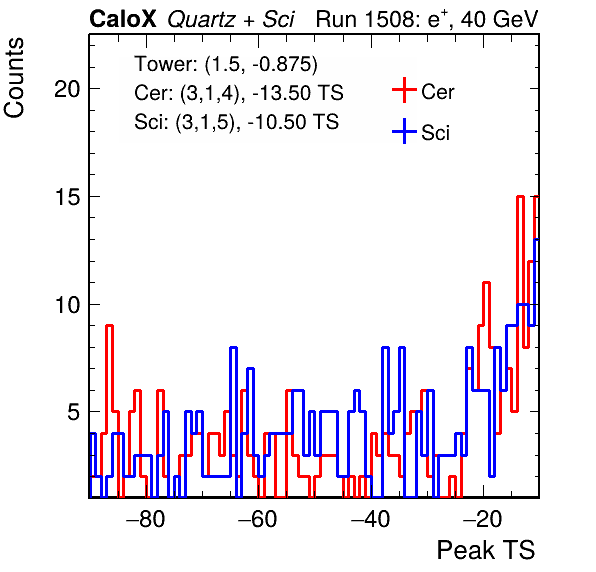 CaloX Quartz + Sci Run 1508: e+, 40 GeV
Tower: (1.5, -0.875)
Cer: (3,1,4), -13.50 TS
Sci: (3,1,5), -10.50 TS
Cer
Sci
Counts
20
15
10
5
−80 −60 −40 −20
Peak TS